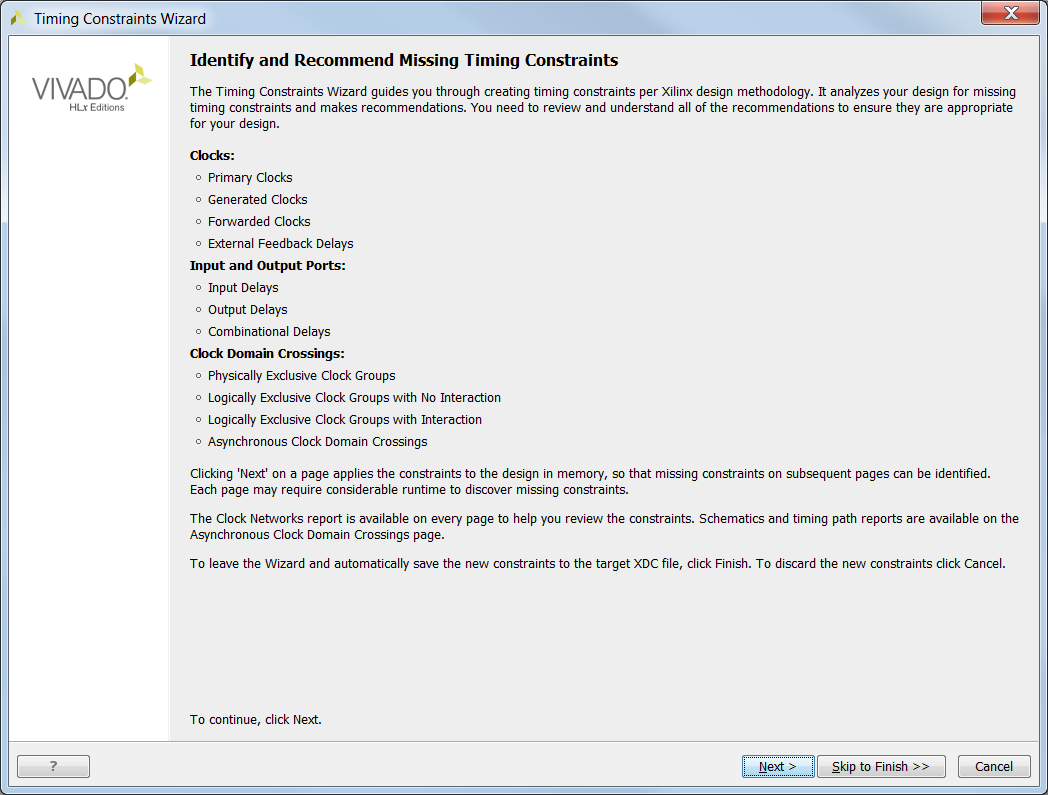 Timing Constraints Wizard
VIVADO.
HLx Editions
Identify and Recommend Missing Timing Constraints
The Timing Constraints Wizard guides you through creating timing constraints per Xilinx design methodology. It analyzes your design for missing
timing constraints and makes recommendations. You need to review and understand all of the recommendations to ensure they are appropriate
for your design.
Clocks:
Primary Clocks
Generated Clocks
Forwarded Clocks
External Feedback Delays
Input and Output Ports:
Input Delays
Output Delays
Combinational Delays
Clock Domain Crossings:
Physically Exclusive Clock Groups
Logically Exclusive Clock Groups with No Interaction
Logically Exclusive Clock Groups with Interaction
Asynchronous Clock Domain Crossings
Clicking 'Next' on a page applies the constraints to the design in memory, so that missing constraints on subsequent pages can be identified.
Each page may require considerable runtime to discover missing constraints.
The Clock Networks report is available on every page to help you review the constraints. Schematics and timing path reports are available on the
Asynchronous Clock Domain Crossings page.
To leave the Wizard and automatically save the new constraints to the target XDC file, click Finish. To discard the new constraints click Cancel.
To continue, click Next.
?
Next >
Skip to Finish >>
Cancel